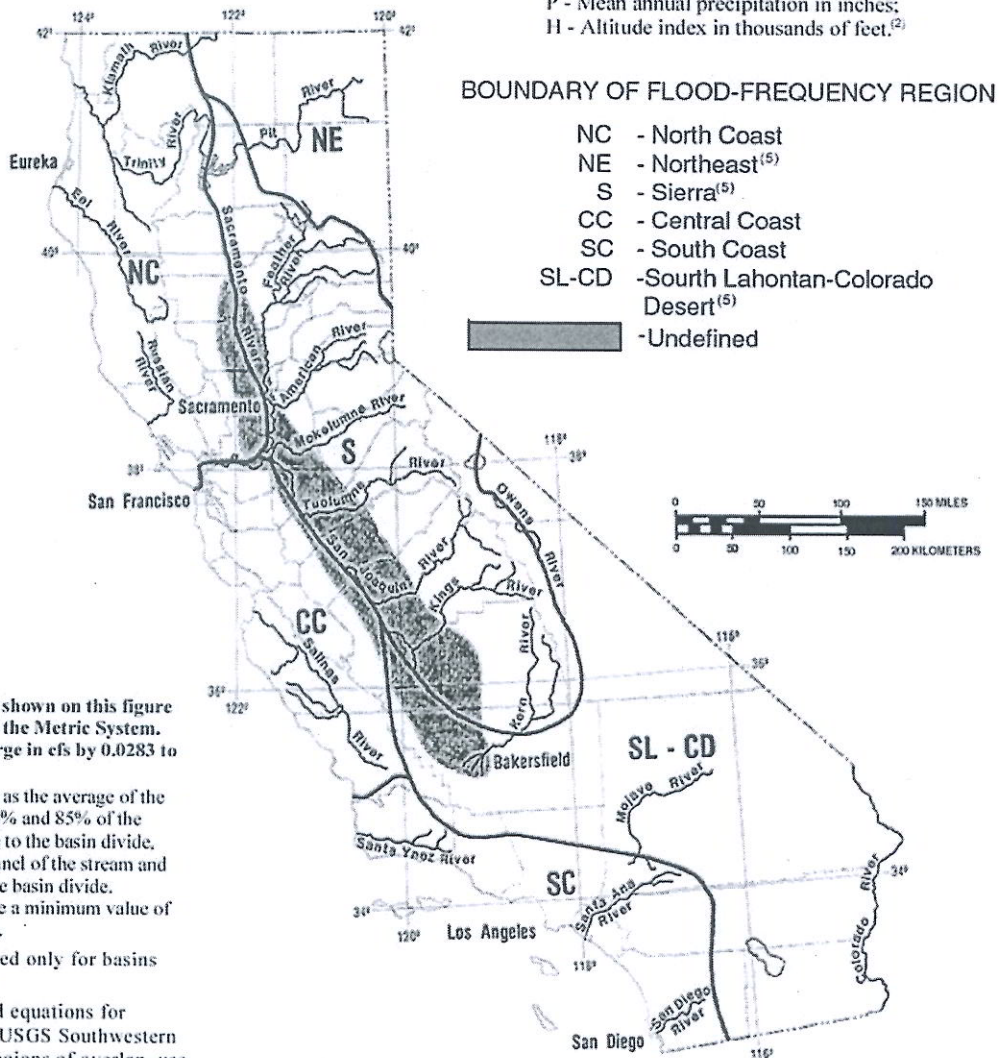 P - Mean annual precipitation in inches;
H - Altitude index in thousands of feet.(2)
BOUNDARY OF FLOOD-FREQUENCY REGION
NC - North Coast
NE - Northeast(5)
S - Sierra(5)
CC - Central Coast
SC - South Coast
SL-CD -Sourth Lahontan-Colorado
Desert(5)
-Undefined
124°
122°
120°
42°
42°
Klamath River
River
Pit
NE
Trinity
River
Eureka
Eel
River
40°
40°
NC
Sacramento
River
Feather
River
Russian
River
American
River
Sacramento
Mokelumne River
S
38°
San Francisco
Tuolumne
River
118°
38°
Owens
River
0 50 100 150 MILES
0 50 100 150 200 KILOMETERS
San Joaquin
River
Kings
River
CC
Salinas
River
River
Kern
36°
122°
116°
36°
Bakersfield
SL - CD
Mojave River
shown on this figure
the Metric System.
rge in cfs by 0.0283 to
as the average of the
% and 85% of the
to the basin divide.
nnel of the stream and
e basin divide.
e a minimum value of
ed only for basins
d equations for
USGS Southwestern
gions of overlap, use
Santa Ynez River
SC
Santa Ana
River
34°
120°
Los Angeles
118°
34°
Colorado
River
San Diego
San Diego
River
116°